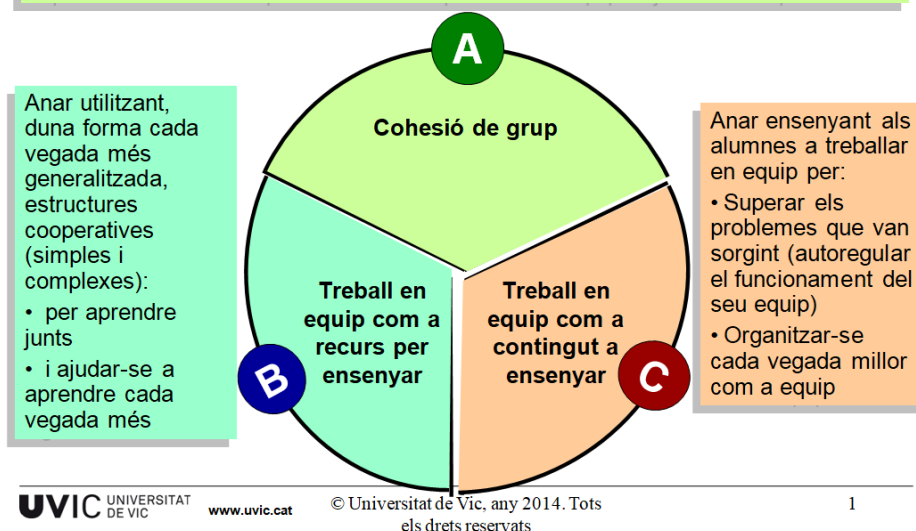 A
Cohesió de grup
Anar utilitzant,
duna forma cada
vegada més
generalitzada,
estructures
cooperatives
(simples i
complexes):
• per aprendre
junts
• i ajudar-se a
aprendre cada
vegada més
B
Treball en
equip com a
recurs per
ensenyar
Treball en
equip com a
contingut a
ensenyar
C
Anar ensenyant als
alumnes a treballar
en equip per:
• Superar els
problemes que van
sorgint (autoregular
el funcionament del
seu equip)
• Organitzar-se
cada vegada millor
com a equip
UVIC UNIVERSITAT
DE VIC
www.uvic.cat
© Universitat de Vic, any 2014. Tots
els drets reservats
1